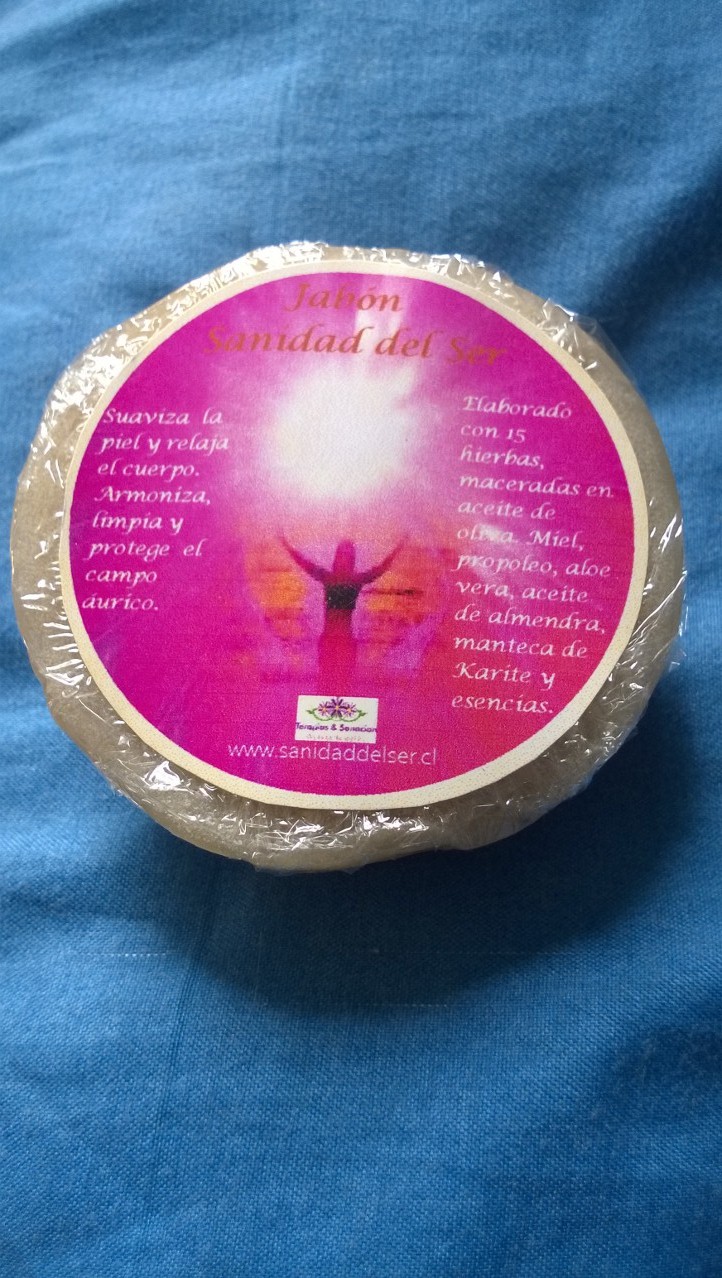 Jabón
Sanidad del Ser
Suaviza la
piel y relaja
el cuerpo.
Armoniza,
limpia y
protege el
campo
áurico.
Elaborado
con 15
hierbas,
maceradas en
aceite de
oliva. Miel,
propoleo, aloe
vera, aceite
de almendra,
manteca de
Karite y
esencias.
Terapias & Sanacion
www.sanidaddelser.cl